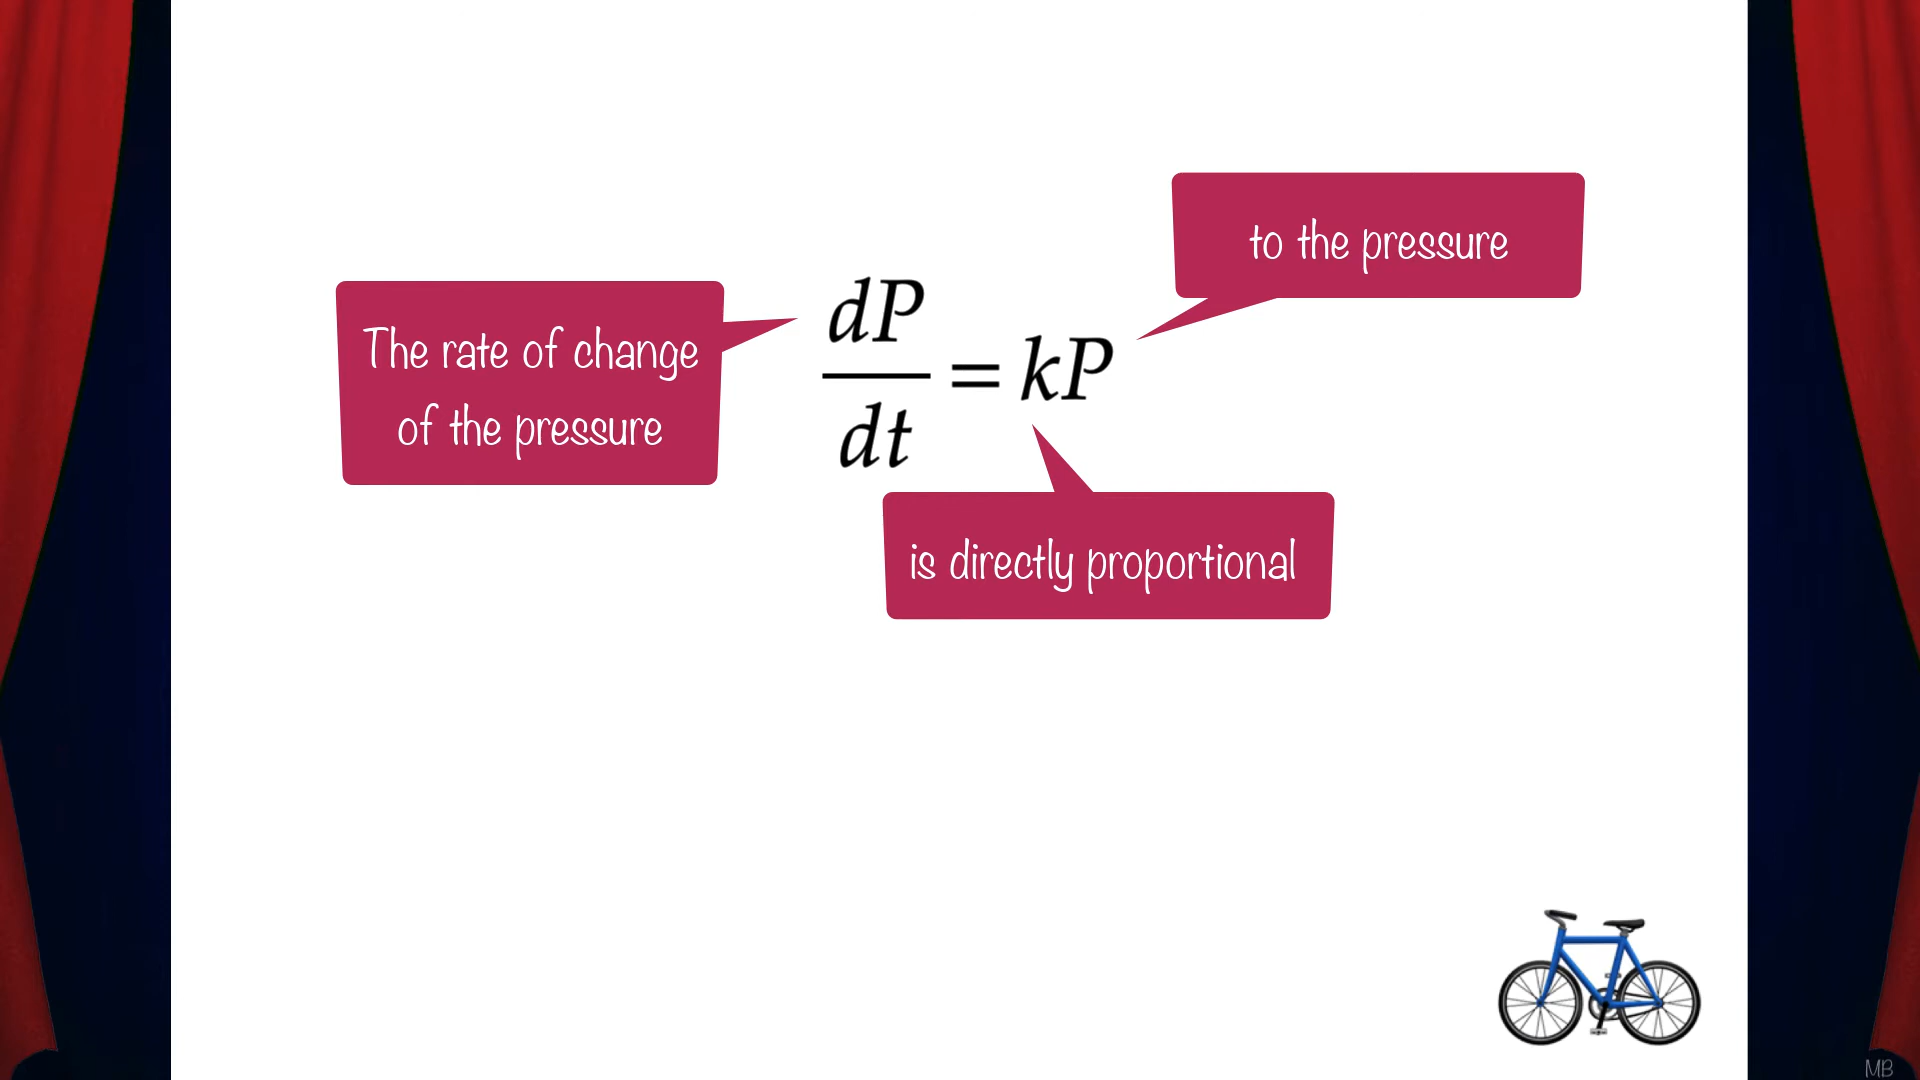 to the pressure
The rate of change
of the pressure
dP/dt = kP
is directly proportional
MB